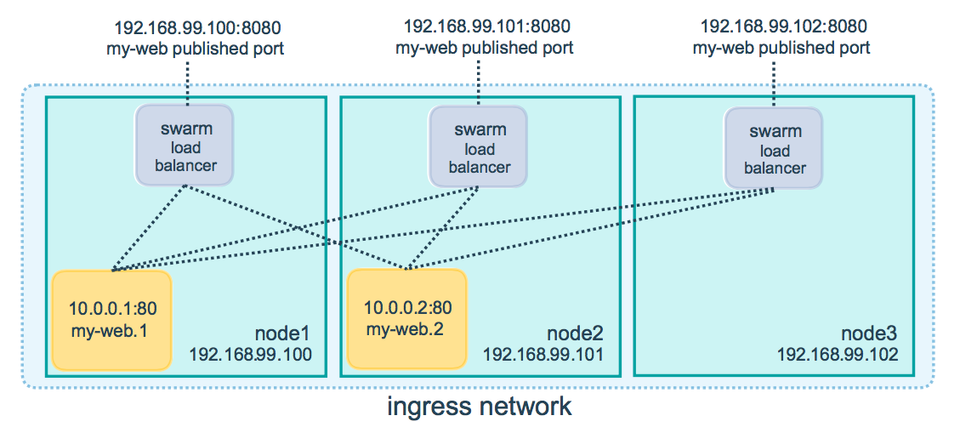 192.168.99.100:8080
my-web published port
192.168.99.101:8080
my-web published port
192.168.99.102:8080
my-web published port
swarm
load
balancer
swarm
load
balancer
swarm
load
balancer
10.0.0.1:80
my-web.1
node1
192.168.99.100
10.0.0.2:80
my-web.2
node2
192.168.99.101
node3
192.168.99.102
ingress network